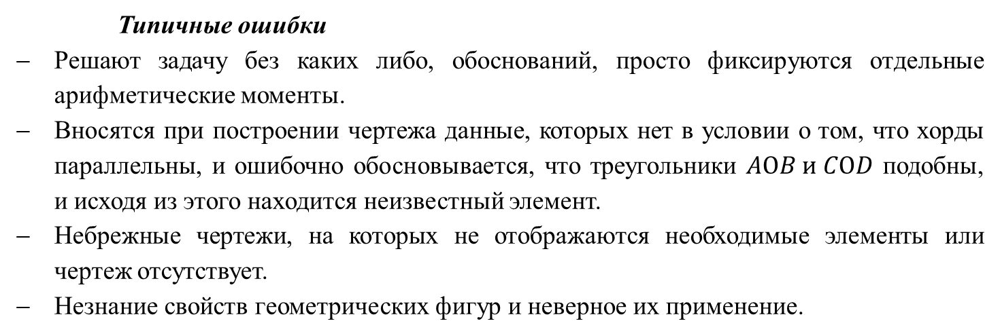 Типичные ошибки
– Решают задачу без каких либо, обоснований, просто фиксируются отдельные
арифметические моменты.
– Вносятся при построении чертежа данные, которых нет в условии о том, что хорды
параллельны, и ошибочно обосновывается, что треугольники AOB и COD подобны,
и исходя из этого находится неизвестный элемент.
– Небрежные чертежи, на которых не отображаются необходимые элементы или
чертеж отсутствует.
– Незнание свойств геометрических фигур и неверное их применение.